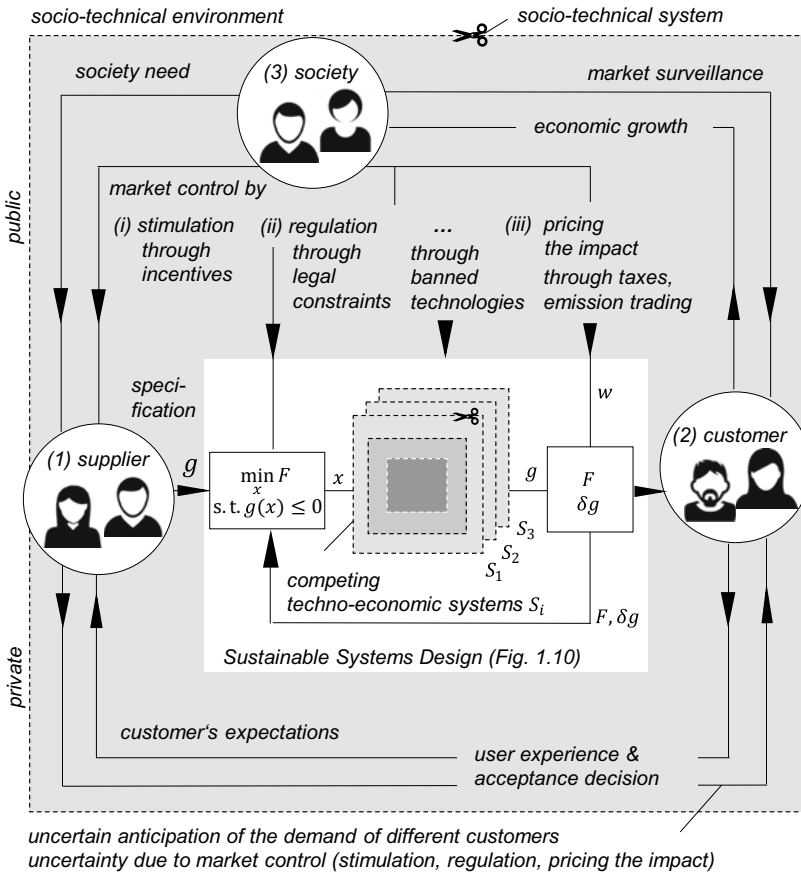 socio-technical environment
socio-technical system
society need
(3) society
market surveillance
economic growth
public
market control by
(i) stimulation
through
incentives
(ii) regulation
through
legal
constraints
...
through
banned
technologies
(iii) pricing
the impact
through taxes,
emission trading
speci-
fication
w
(1) supplier
g
min F
x
s.t. g(x) ≤ 0
x
g
F
δg
(2) customer
S₃
S₂
S₁
competing
techno-economic systems Sᵢ
F, δg
Sustainable Systems Design (Fig. 1.10)
private
customer‘s expectations
user experience &
acceptance decision
uncertain anticipation of the demand of different customers
uncertainty due to market control (stimulation, regulation, pricing the impact)